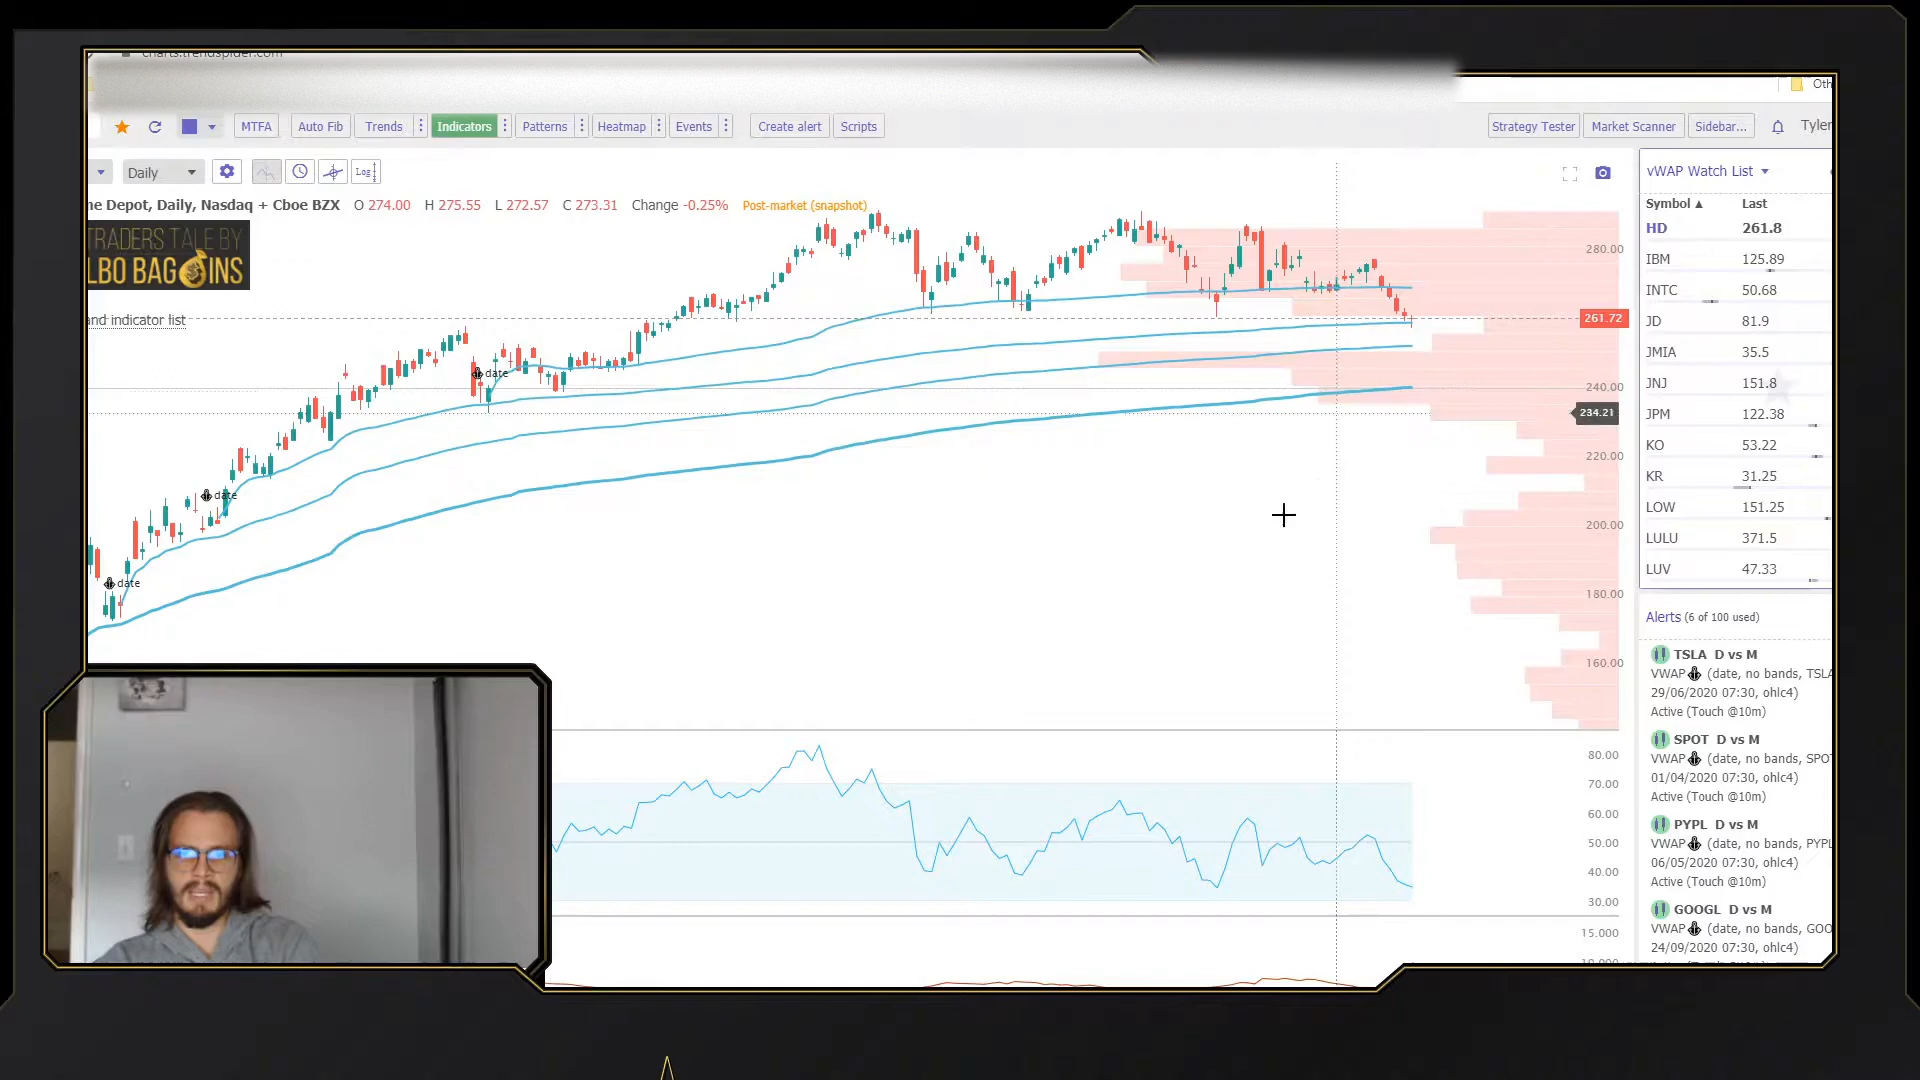 charts.trendspider.com
Oth
MTFA Auto Fib Trends Indicators Patterns Heatmap Events Create alert Scripts Strategy Tester Market Scanner Sidebar... Tyler
Daily Log
ne Depot, Daily, Nasdaq + Cboe BZX O 274.00 H 275.55 L 272.57 C 273.31 Change -0.25% Post-market (snapshot)
TRADERS TALE BY
LBO BAGGINS
and indicator list
date
date
date
280.00
261.72
240.00
234.21
220.00
200.00
180.00
160.00
80.00
70.00
60.00
50.00
40.00
30.00
15.000
10.000
vWAP Watch List
Symbol Last
HD 261.8
IBM 125.89
INTC 50.68
JD 81.9
JMIA 35.5
JNJ 151.8
JPM 122.38
KO 53.22
KR 31.25
LOW 151.25
LULU 371.5
LUV 47.33
Alerts (6 of 100 used)
TSLA D vs M
VWAP (date, no bands, TSLA
29/06/2020 07:30, ohlc4)
Active (Touch @10m)
SPOT D vs M
VWAP (date, no bands, SPOT
01/04/2020 07:30, ohlc4)
Active (Touch @10m)
PYPL D vs M
VWAP (date, no bands, PYPL
06/05/2020 07:30, ohlc4)
Active (Touch @10m)
GOOGL D vs M
VWAP (date, no bands, GOO
24/09/2020 07:30, ohlc4)